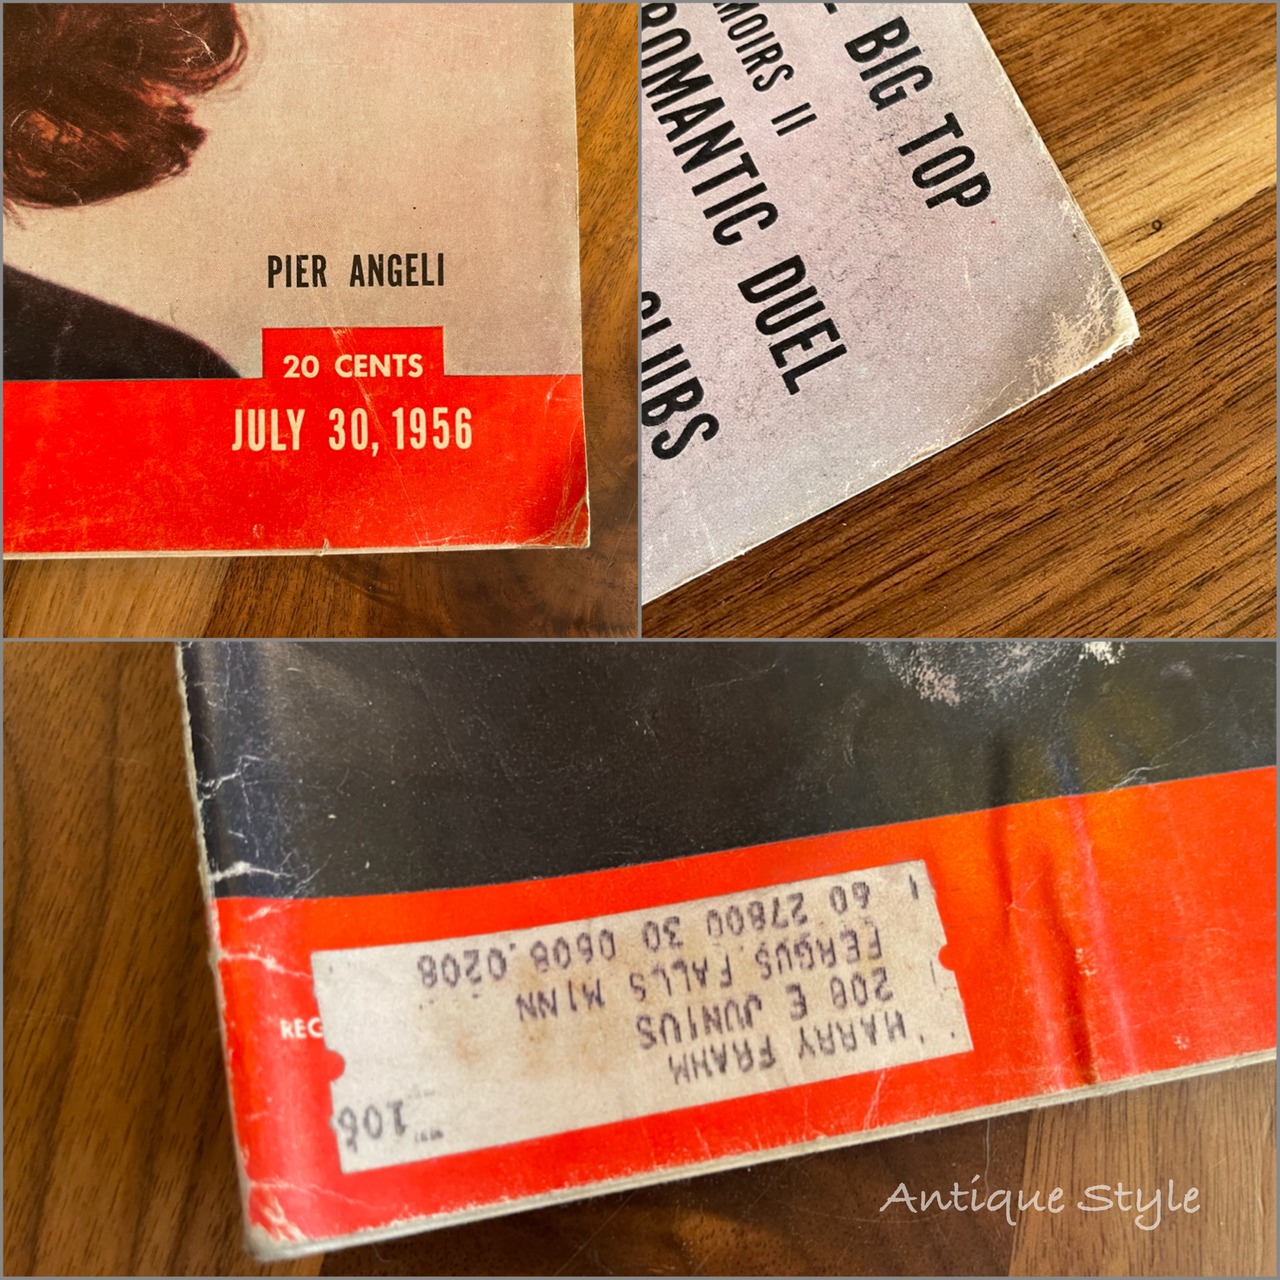 PIER ANGELI
20 CENTS
JULY 30, 1956
BIG TOP
MOIRS II
ROMANTIC DUEL
CLUBS
REG
HARRY FRAHM
208 E JUNIUS
FERGUS FALLS MINN
60 27800 30 0608.0208
Antique Style